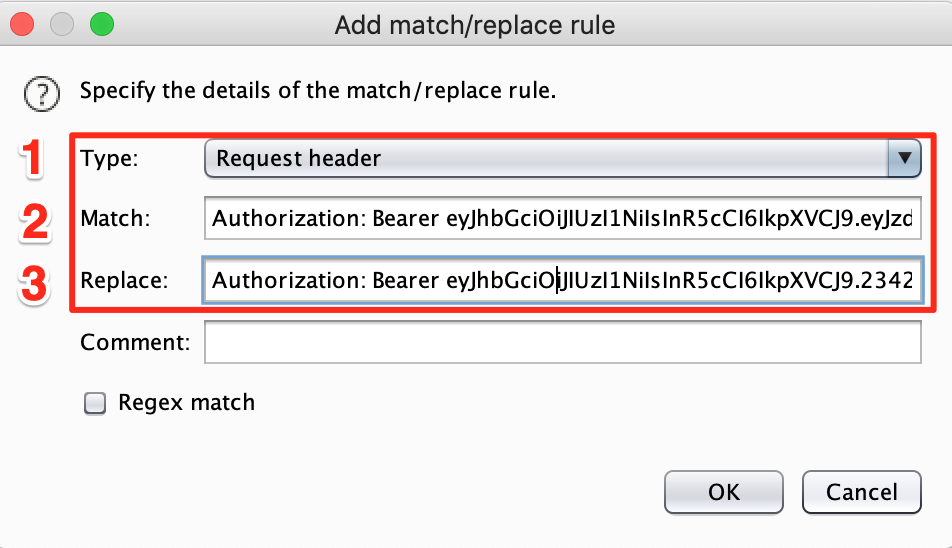 Add match/replace rule
? Specify the details of the match/replace rule.
1 Type: Request header
2 Match: Authorization: Bearer eyJhbGciOiJIUzI1NiIsInR5cCI6IkpXVCJ9.eyJzd
3 Replace: Authorization: Bearer eyJhbGciOiJIUzI1NiIsInR5cCI6IkpXVCJ9.2342
Comment:
Regex match
OK Cancel